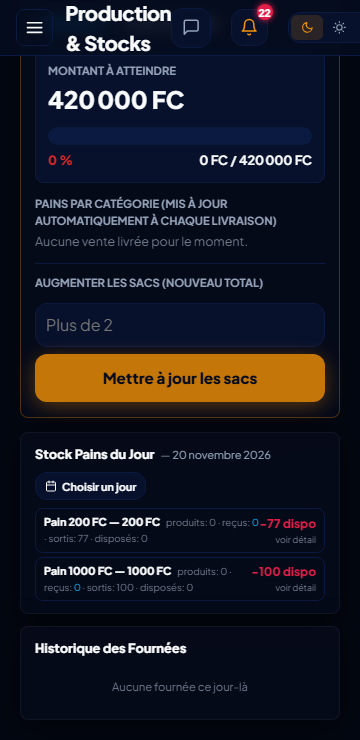 Production
& Stocks
22
MONTANT À ATTEINDRE
420 000 FC
0 %
0 FC / 420 000 FC
PAINS PAR CATÉGORIE (MIS À JOUR
AUTOMATIQUEMENT À CHAQUE LIVRAISON)
Aucune vente livrée pour le moment.
AUGMENTER LES SACS (NOUVEAU TOTAL)
Plus de 2
Mettre à jour les sacs
Stock Pains du Jour — 20 novembre 2026
Choisir un jour
Pain 200 FC — 200 FC produits: 0 · reçus: 0 -77 dispo
· sortis: 77 · disposés: 0 voir détail
Pain 1000 FC — 1000 FC produits: 0 · -100 dispo
reçus: 0 · sortis: 100 · disposés: 0 voir détail
Historique des Fournées
Aucune fournée ce jour-là